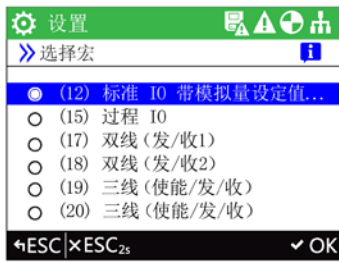 设置
选择宏
(12) 标准 IO 带模拟量设定值...
(15) 过程 IO
(17) 双线(发/收1)
(18) 双线(发/收2)
(19) 三线(使能/发/收)
(20) 三线(使能/发/收)
ESC ESC2s OK